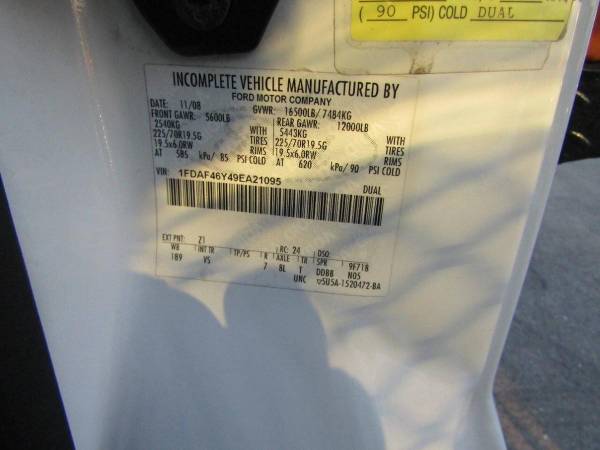 ( 90 PSI) COLD DUAL
INCOMPLETE VEHICLE MANUFACTURED BY
FORD MOTOR COMPANY
DATE: 11/08 GVWR: 16500LB/ 7484KG
FRONT GAWR: 5600LB REAR GAWR: 12000LB
2540KG WITH 5443KG WITH
225/70R19.5G TIRES 225/70R19.5G TIRES
19.5x6.0RW RIMS 19.5x6.0RW RIMS
AT 585 kPa/ 85 PSI COLD AT 620 kPa/ 90 PSI COLD
VIN: 1FDAF46Y49EA21095 DUAL
EXT PNT: Z1 RC: 24 DSO
WB INT TR TP/PS R AXLE TR SPR 9F718
189 VS 7 8L 1 DDBB N05
UNC 5U5A-1520472-BA